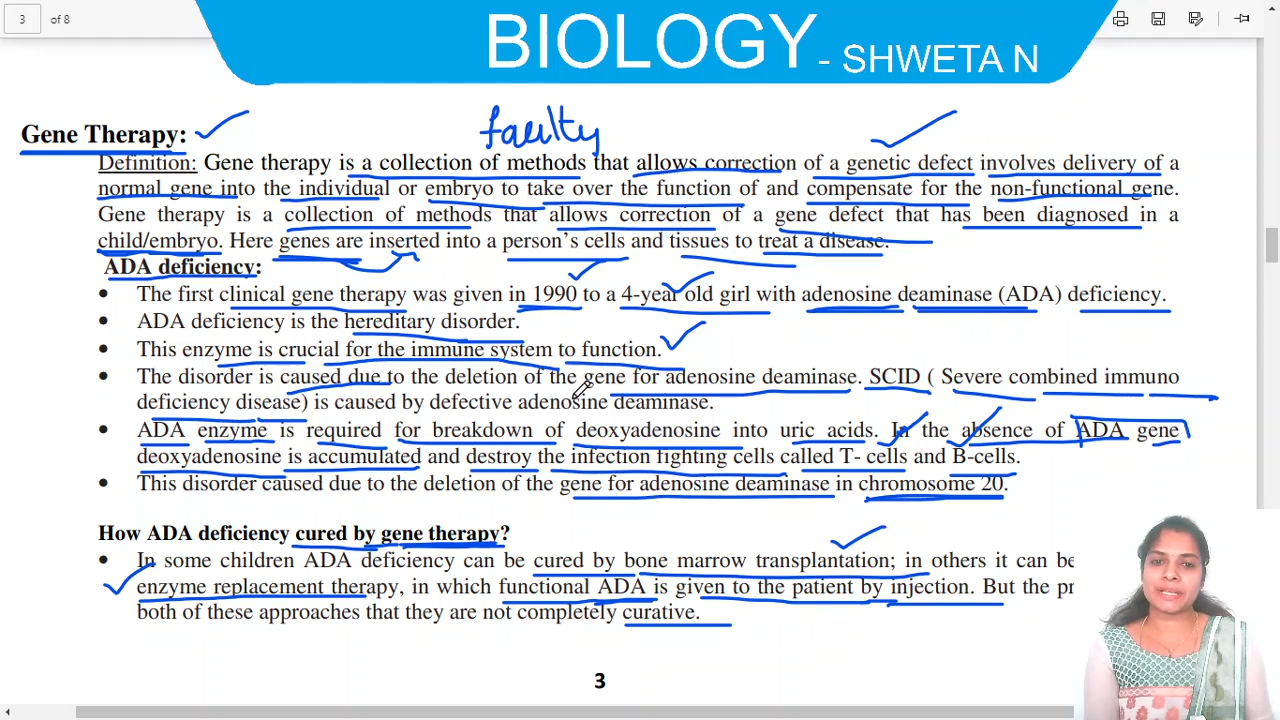 3 of 8
BIOLOGY - SHWETA N
faulty
Gene Therapy:
Definition: Gene therapy is a collection of methods that allows correction of a genetic defect involves delivery of a
normal gene into the individual or embryo to take over the function of and compensate for the non-functional gene.
Gene therapy is a collection of methods that allows correction of a gene defect that has been diagnosed in a
child/embryo. Here genes are inserted into a person's cells and tissues to treat a disease.
ADA deficiency:
• The first clinical gene therapy was given in 1990 to a 4-year old girl with adenosine deaminase (ADA) deficiency.
• ADA deficiency is the hereditary disorder.
• This enzyme is crucial for the immune system to function.
• The disorder is caused due to the deletion of the gene for adenosine deaminase. SCID ( Severe combined immuno
deficiency disease) is caused by defective adenosine deaminase.
• ADA enzyme is required for breakdown of deoxyadenosine into uric acids. In the absence of ADA gene
deoxyadenosine is accumulated and destroy the infection fighting cells called T- cells and B-cells.
• This disorder caused due to the deletion of the gene for adenosine deaminase in chromosome 20.
How ADA deficiency cured by gene therapy?
• In some children ADA deficiency can be cured by bone marrow transplantation; in others it can be
enzyme replacement therapy, in which functional ADA is given to the patient by injection. But the
both of these approaches that they are not completely curative.
3